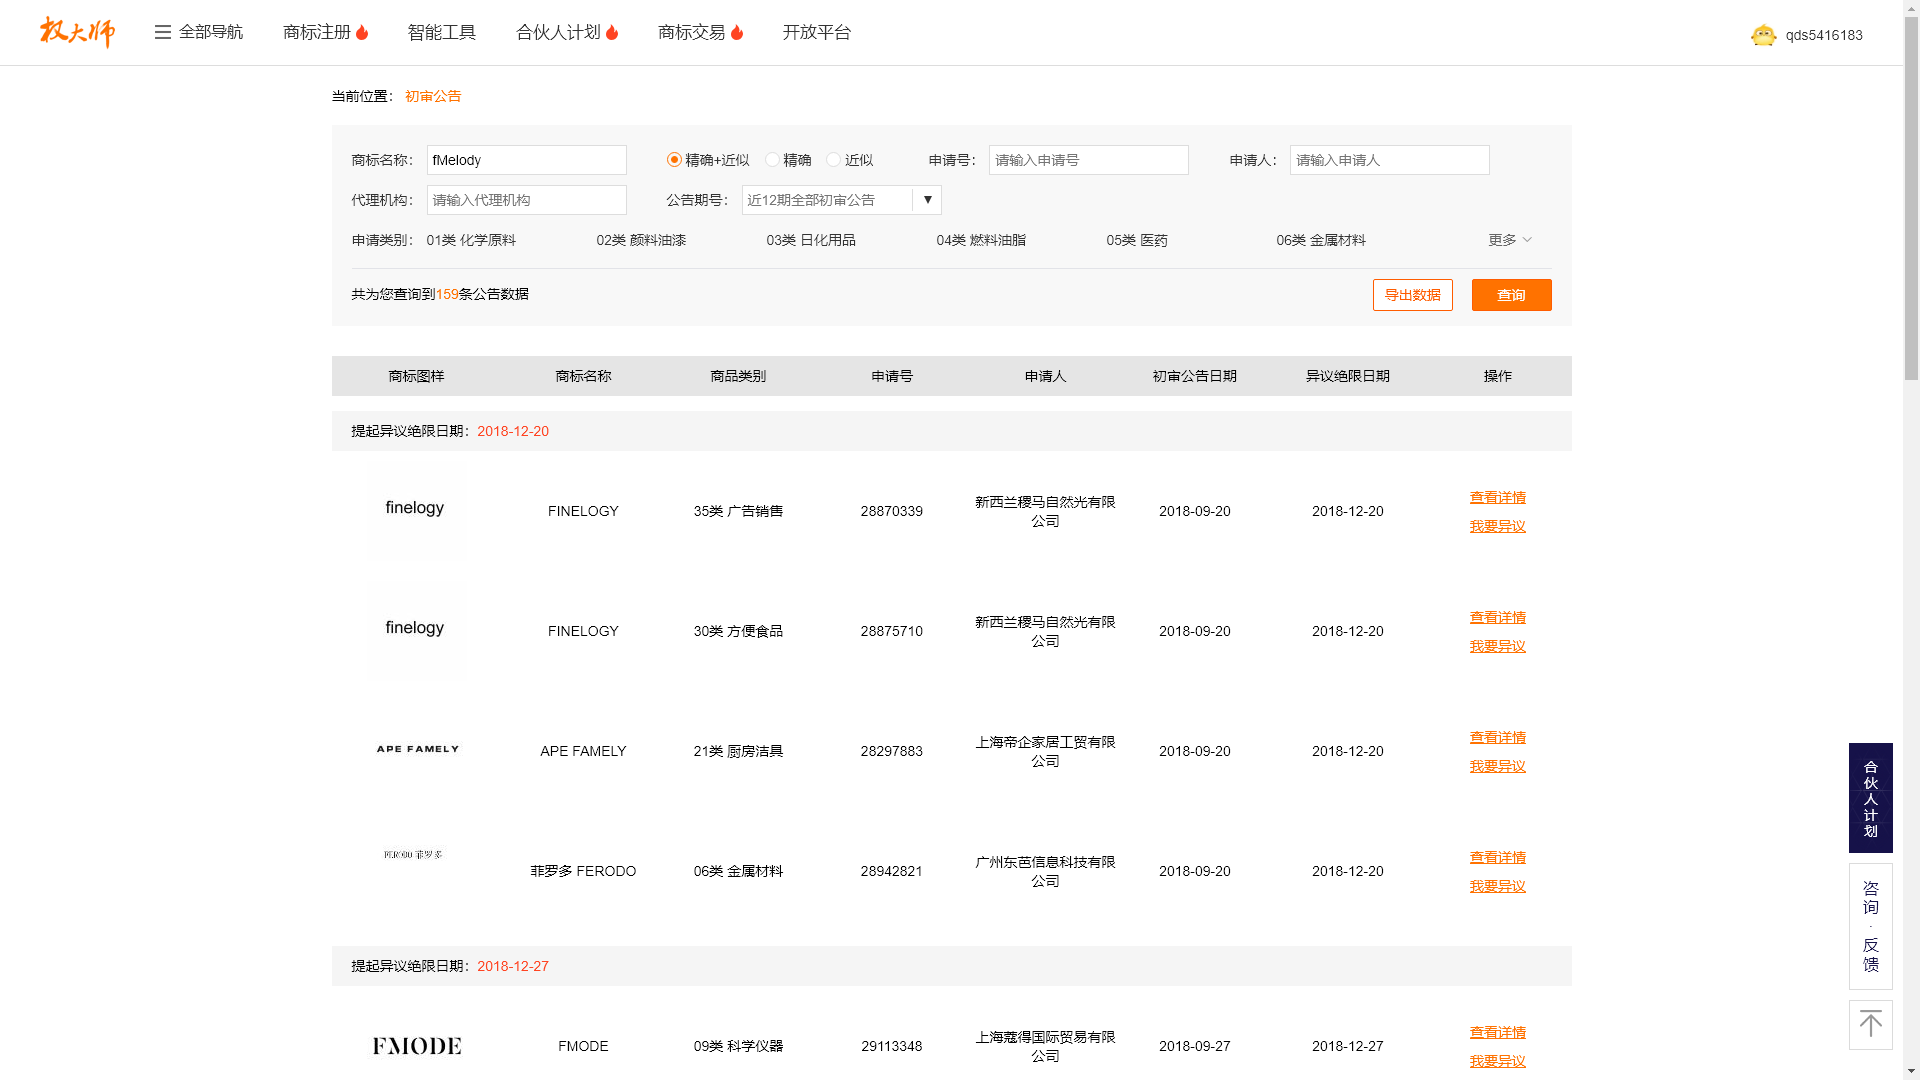 权大师
全部导航
商标注册
智能工具
合伙人计划
商标交易
开放平台
qds5416183
当前位置： 初审公告
商标名称： fMelody 精确+近似 精确 近似 申请号： 请输入申请号 申请人： 请输入申请人
代理机构： 请输入代理机构 公告期号： 近12期全部初审公告
申请类别： 01类 化学原料 02类 颜料油漆 03类 日化用品 04类 燃料油脂 05类 医药 06类 金属材料 更多
共为您查询到159条公告数据 导出数据 查询
商标图样 商标名称 商品类别 申请号 申请人 初审公告日期 异议绝限日期 操作
提起异议绝限日期：2018-12-20
finelogy FINELOGY 35类 广告销售 28870339 新西兰稷马自然光有限公司 2018-09-20 2018-12-20 查看详情
我要异议
finelogy FINELOGY 30类 方便食品 28875710 新西兰稷马自然光有限公司 2018-09-20 2018-12-20 查看详情
我要异议
APE FAMELY APE FAMELY 21类 厨房洁具 28297883 上海帝企家居工贸有限公司 2018-09-20 2018-12-20 查看详情
我要异议
FERODO 菲罗多 菲罗多 FERODO 06类 金属材料 28942821 广州东芭信息科技有限公司 2018-09-20 2018-12-20 查看详情
我要异议
提起异议绝限日期：2018-12-27
FMODE FMODE 09类 科学仪器 29113348 上海蔻得国际贸易有限公司 2018-09-27 2018-12-27 查看详情
我要异议
合伙人计划
咨询·反馈